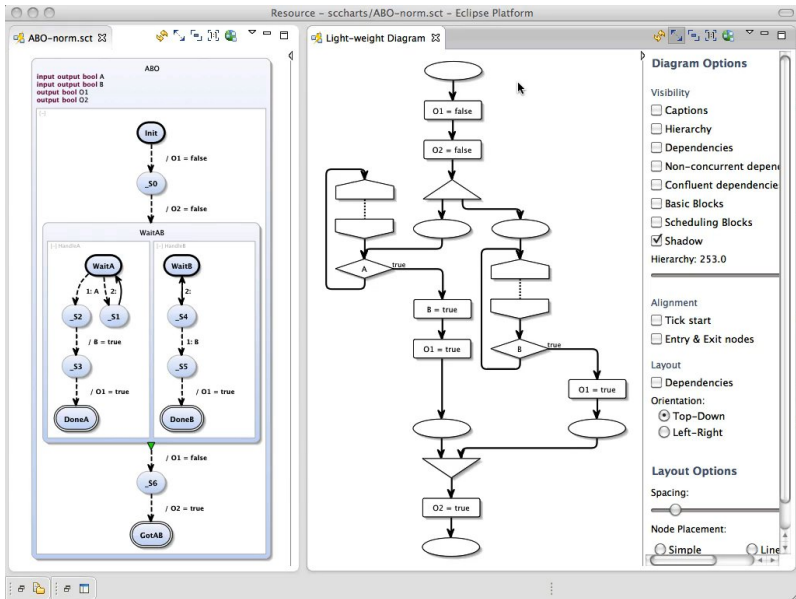 Resource – sccharts/ABO-norm.sct – Eclipse Platform
ABO-norm.sct
ABO
input output bool A
input output bool B
output bool O1
output bool O2
[-]
Init
/ O1 = false
_S0
/ O2 = false
WaitAB
[-] HandleA
[-] HandleB
WaitA
WaitB
1: A
2:
2:
_S2
_S1
_S4
/ B = true
1: B
_S3
_S5
/ O1 = true
/ O1 = true
DoneA
DoneB
/ O1 = false
_S6
/ O2 = true
GotAB
Light-weight Diagram
O1 = false
O2 = false
A
true
B = true
O1 = true
B
true
O1 = true
O2 = true
Diagram Options
Visibility
Captions
Hierarchy
Dependencies
Non-concurrent depen
Confluent dependencie
Basic Blocks
Scheduling Blocks
Shadow
Hierarchy: 253.0
Alignment
Tick start
Entry & Exit nodes
Layout
Dependencies
Orientation:
Top-Down
Left-Right
Layout Options
Spacing:
Node Placement:
Simple
Line